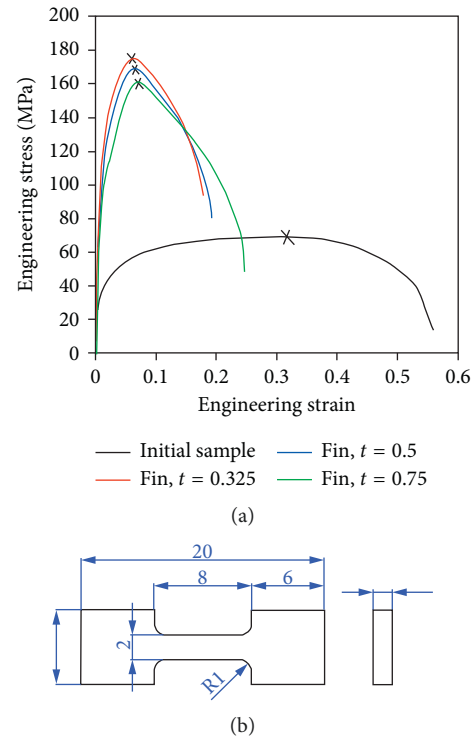 200
180
160
140
120
100
80
60
40
20
0
Engineering stress (MPa)
0 0.1 0.2 0.3 0.4 0.5 0.6
Engineering strain
Initial sample Fin, t = 0.5
Fin, t = 0.325 Fin, t = 0.75
(a)
20
8 6
2
R1
(b)